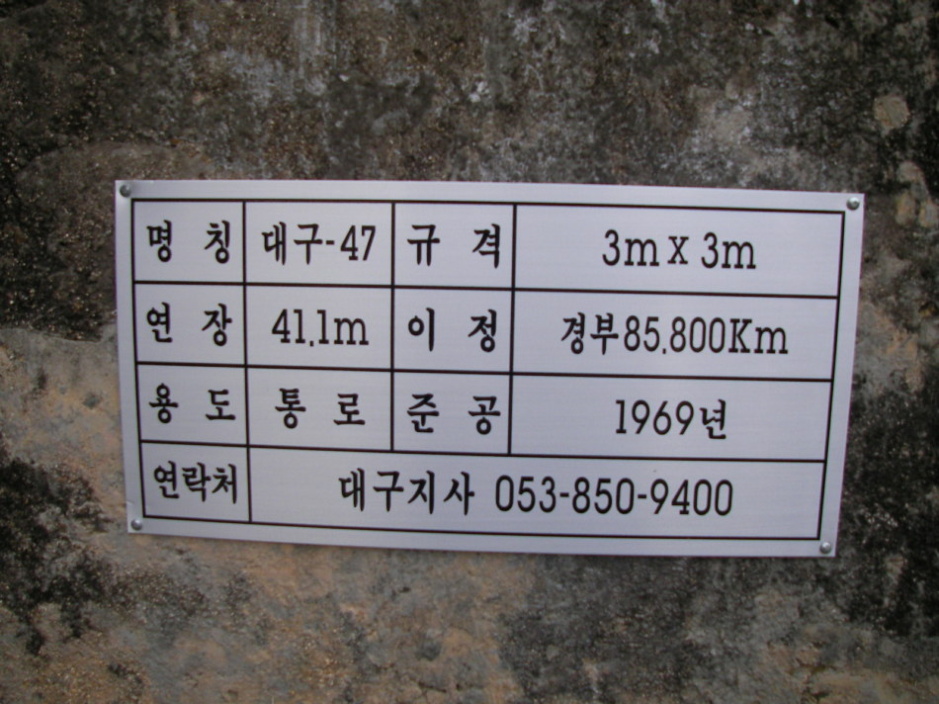 명 칭 대구-47 규 격 3m x 3m
연 장 41.1m 이 정 경부85.800Km
용 도 통 로 준 공 1969년
연락처 대구지사 053-850-9400